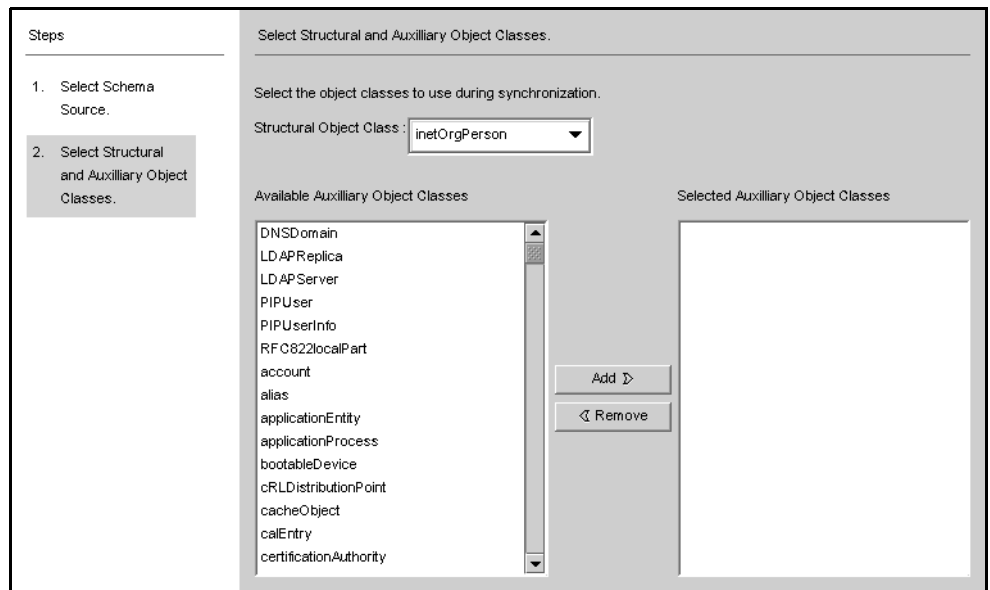 Steps
1. Select Schema
Source.
2. Select Structural
and Auxilliary Object
Classes.
Select Structural and Auxilliary Object Classes.
Select the object classes to use during synchronization.
Structural Object Class : inetOrgPerson
Available Auxilliary Object Classes
DNSDomain
LDAPReplica
LDAPServer
PIPUser
PIPUserInfo
RFC822localPart
account
alias
applicationEntity
applicationProcess
bootableDevice
cRLDistributionPoint
cacheObject
calEntry
certificationAuthority
Add
Remove
Selected Auxilliary Object Classes